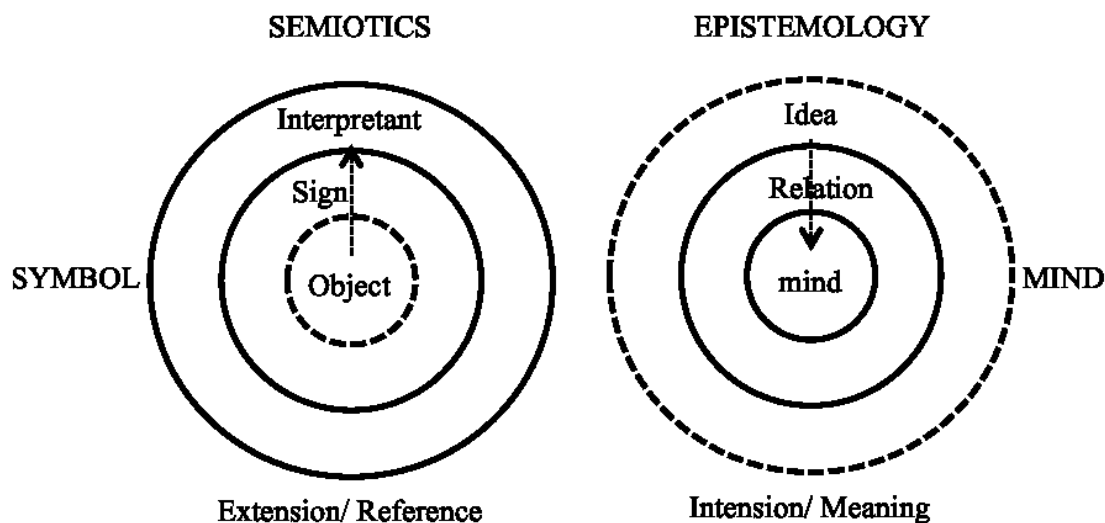 SEMIOTICS
EPISTEMOLOGY
Interpretant
Sign
Object
SYMBOL
Extension/ Reference
Idea
Relation
mind
MIND
Intension/ Meaning